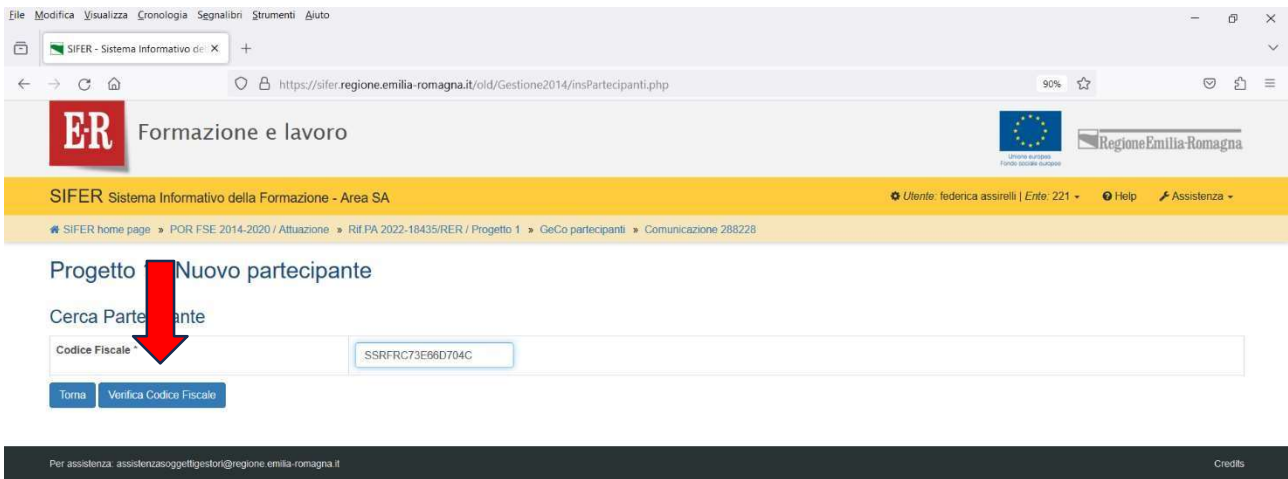 File Modifica Visualizza Cronologia Segnalibri Strumenti Aiuto
SIFER - Sistema Informativo de
https://sifer.regione.emilia-romagna.it/old/Gestione2014/insPartecipanti.php 90%
E·R Formazione e lavoro
Unione europea
Fondo sociale europeo
RegioneEmilia-Romagna
SIFER Sistema Informativo della Formazione - Area SA Utente: federica assirelli | Ente: 221 Help Assistenza
SIFER home page » POR FSE 2014-2020 / Attuazione » Rif.PA 2022-18435/RER / Progetto 1 » GeCo partecipanti » Comunicazione 288228
Progetto Nuovo partecipante
Cerca Parte ante
Codice Fiscale * SSRFRC73E66D704C
Torna Verifica Codice Fiscale
Per assistenza: assistenzasoggettigestori@regione.emilia-romagna.it Credits